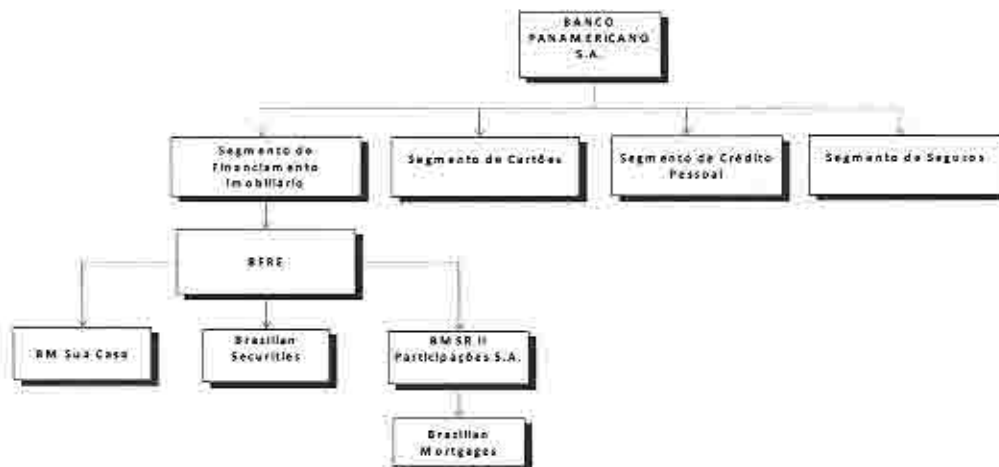 BANCO
PANAMERICANO
S.A.
Segmento de
Financiamento
Imobiliário
Segmento de Cartões
Segmento de Crédito
Pessoal
Segmento de Seguros
BFRE
BM Sua Casa
Brazilian
Securities
BMSR II
Participações S.A.
Brazilian
Mortgages